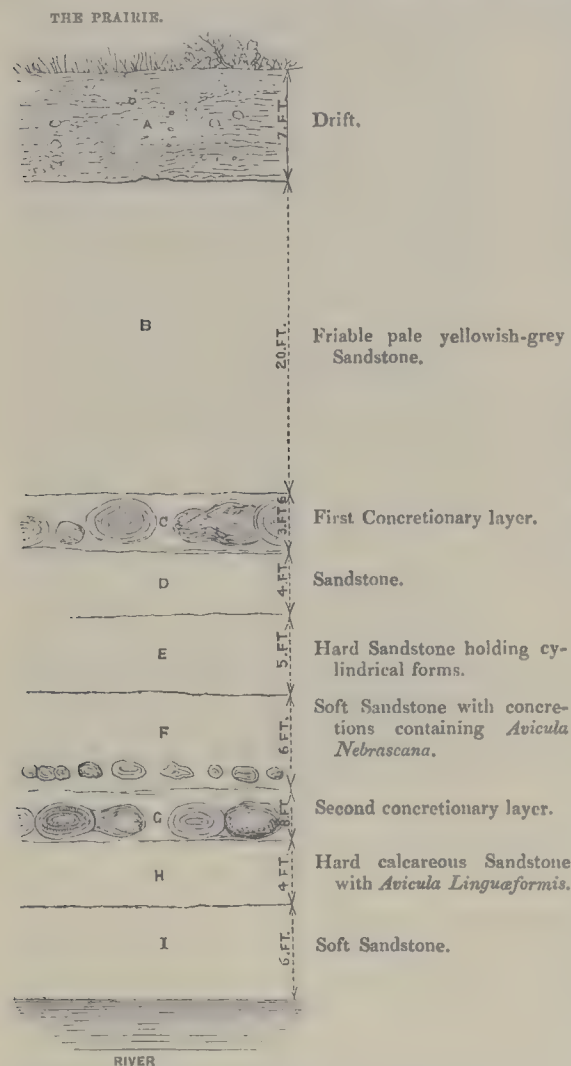 THE PRAIRIE.
A
7.FT.
Drift.
B
20.FT.
Friable pale yellowish-grey
Sandstone.
C
3.FT 6
First Concretionary layer.
D
4.FT.
Sandstone.
E
5.FT.
Hard Sandstone holding cy-
lindrical forms.
F
6.FT.
Soft Sandstone with concre-
tions containing Avicula
Nebrascana.
G
FT.
Second concretionary layer.
H
4 FT.
Hard calcareous Sandstone
with Avicula Linguæformis.
I
6.FT.
Soft Sandstone.
RIVER